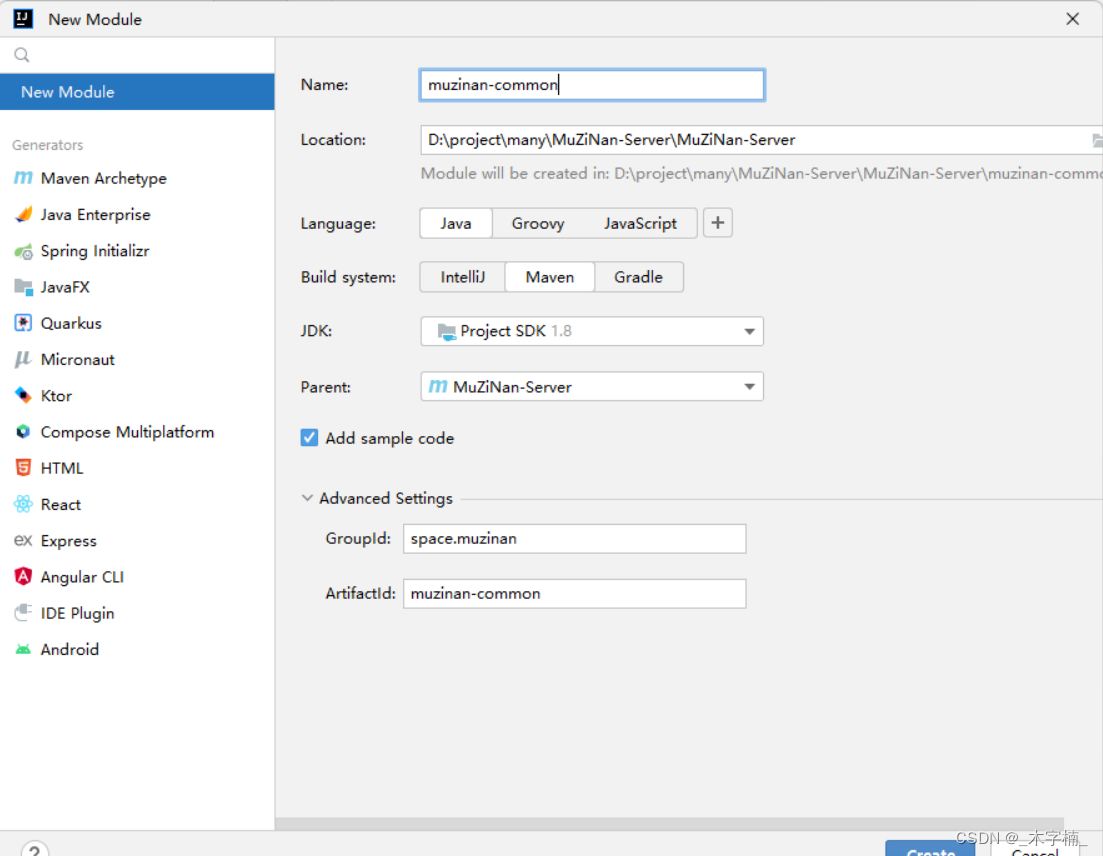 New Module
New Module
Generators
Maven Archetype
Java Enterprise
Spring Initializr
JavaFX
Quarkus
Micronaut
Ktor
Compose Multiplatform
HTML
React
ex Express
Angular CLI
IDE Plugin
Android
?
Name: muzinan-common
Location: D:\project\many\MuZiNan-Server\MuZiNan-Server
Module will be created in: D:\project\many\MuZiNan-Server\MuZiNan-Server\muzinan-commo
Language: Java Groovy JavaScript +
Build system: IntelliJ Maven Gradle
JDK: Project SDK 1.8
Parent: m MuZiNan-Server
Add sample code
Advanced Settings
GroupId: space.muzinan
ArtifactId: muzinan-common
Create Cancel
CSDN @_木字楠_